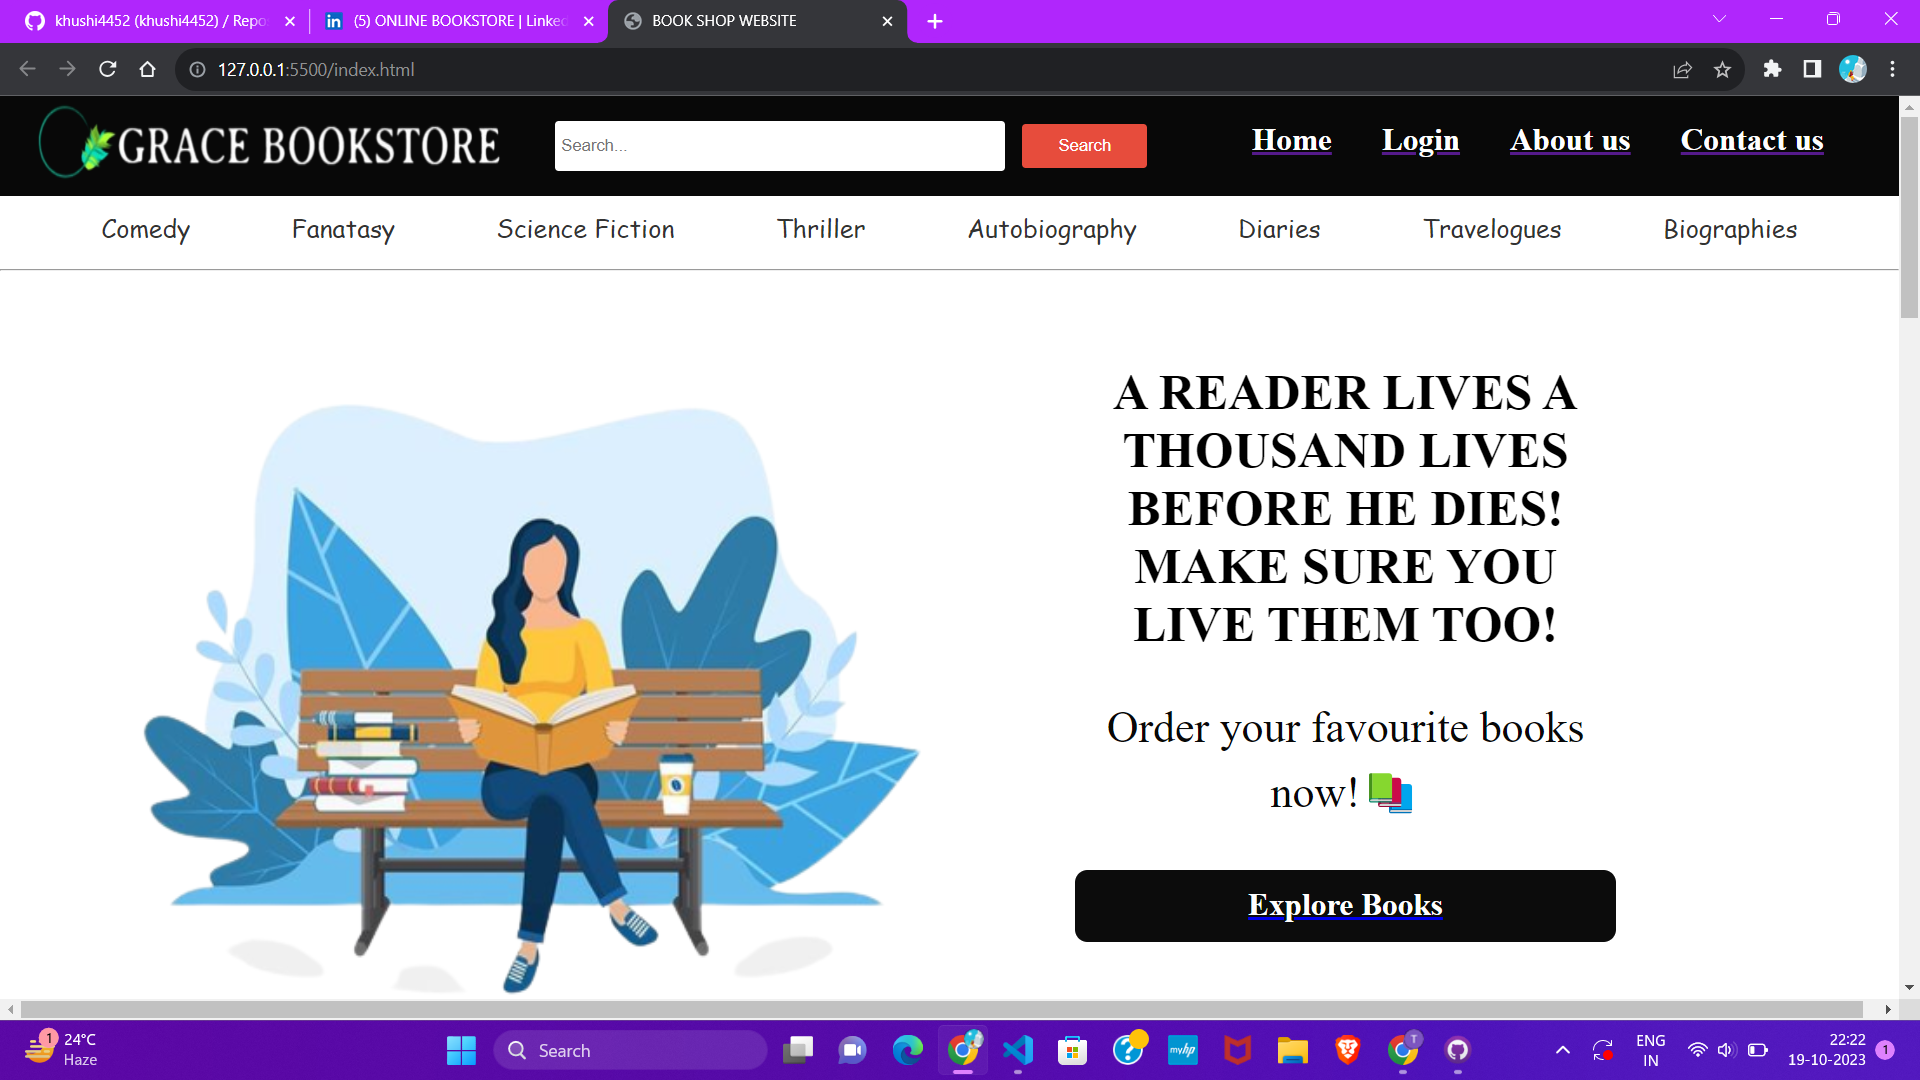 khushi4452 (khushi4452) / Repo
(5) ONLINE BOOKSTORE | Linked
BOOK SHOP WEBSITE
127.0.0.1:5500/index.html
GRACE BOOKSTORE
Search...
Search
Home
Login
About us
Contact us
Comedy
Fanatasy
Science Fiction
Thriller
Autobiography
Diaries
Travelogues
Biographies
A READER LIVES A
THOUSAND LIVES
BEFORE HE DIES!
MAKE SURE YOU
LIVE THEM TOO!
Order your favourite books
now!
Explore Books
1
24°C
Haze
Search
myhp
T
ENG
IN
22:22
19-10-2023
1